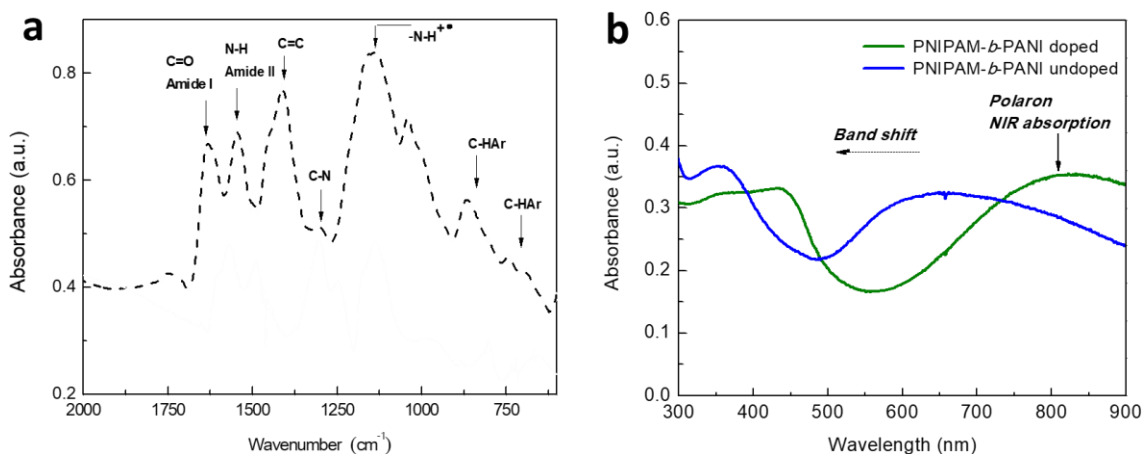 a
-N-H⁺•
C=C
N-H
Amide II
C=O
Amide I
C-HAr
C-N
C-HAr
0.8
0.6
0.4
0.2
Absorbance (a.u.)
2000 1750 1500 1250 1000 750
Wavenumber (cm⁻¹)
b
PNIPAM-b-PANI doped
PNIPAM-b-PANI undoped
Polaron
NIR absorption
Band shift
0.6
0.5
0.4
0.3
0.2
0.1
0.0
Absorbance (a.u.)
300 400 500 600 700 800 900
Wavelength (nm)